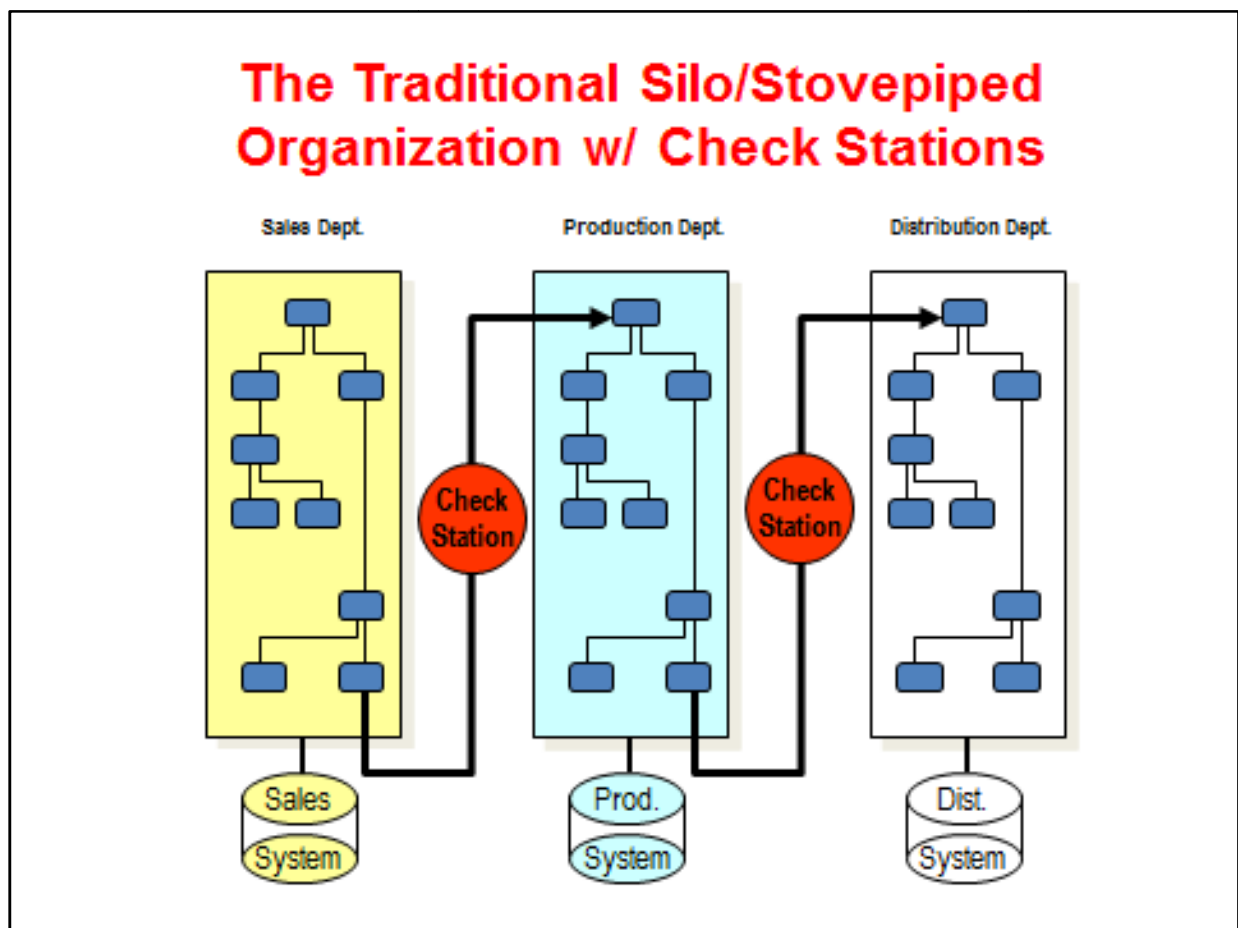 The Traditional Silo/Stovepiped
Organization w/ Check Stations
Sales Dept.
Production Dept.
Distribution Dept.
Check
Station
Check
Station
Sales
System
Prod.
System
Dist.
System